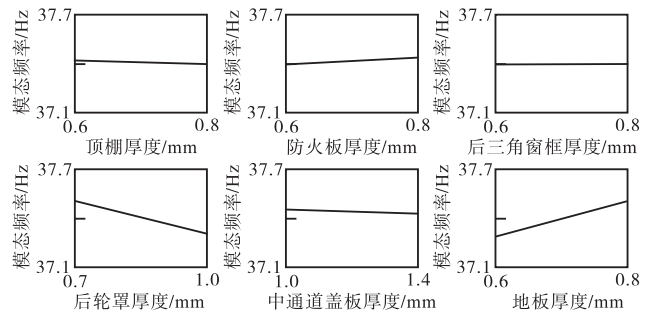 37.7 37.7 37.7
模态频率/Hz 模态频率/Hz 模态频率/Hz
37.1 37.1 37.1
0.6 0.8 0.6 0.8 0.6 0.8
顶棚厚度/mm 防火板厚度/mm 后三角窗框厚度/mm
37.7 37.7 37.7
模态频率/Hz 模态频率/Hz 模态频率/Hz
37.1 37.1 37.1
0.7 1.0 1.0 1.4 0.6 0.8
后轮罩厚度/mm 中通道盖板厚度/mm 地板厚度/mm